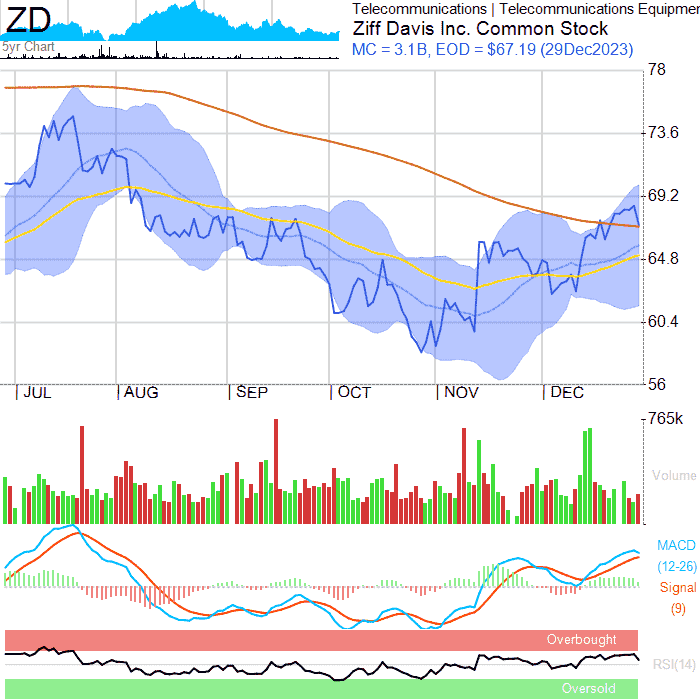 ZD
5yr Chart
Telecommunications | Telecommunications Equipmen
Ziff Davis Inc. Common Stock
MC = 3.1B, EOD = $67.19 (29Dec2023)
78
73.6
69.2
64.8
60.4
56
JUL
AUG
SEP
OCT
NOV
DEC
765k
Volume
MACD
(12-26)
Signal
(9)
Overbought
RSI(14)
Oversold